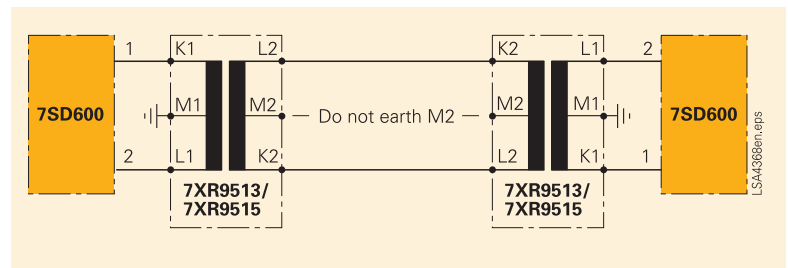 1 K1 L2 K2 L1 2
7SD600 M1 M2 Do not earth M2 M2 M1 7SD600
2 L1 K2 L2 K1 1
7XR9513/ 7XR9513/
7XR9515 7XR9515
LSA4368en.eps